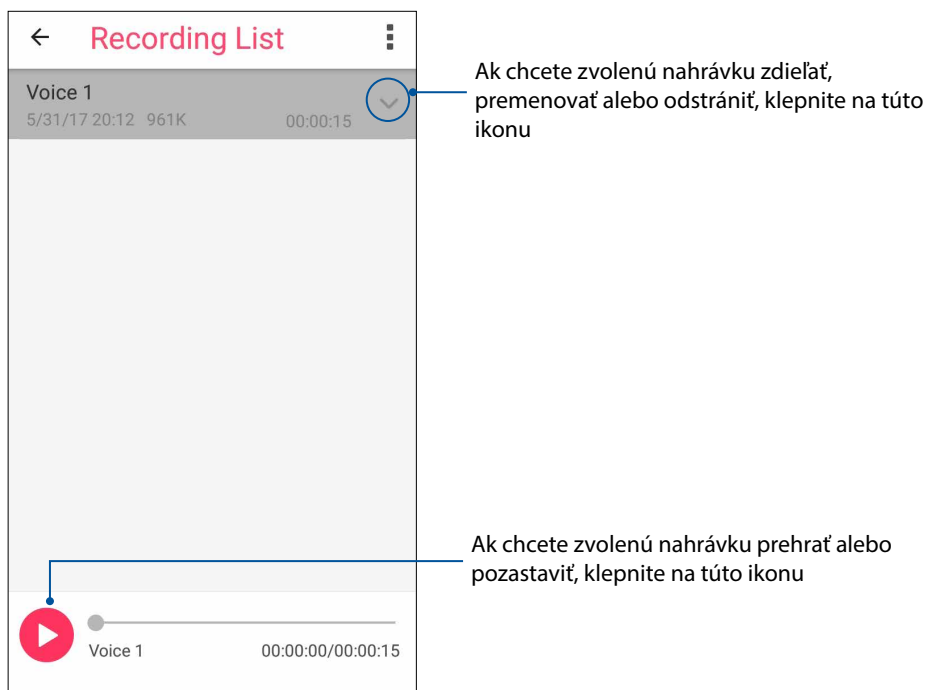 Recording List
Voice 1
5/31/17 20:12 961K 00:00:15
Ak chcete zvolenú nahrávku zdieľať,
premenovať alebo odstrániť, klepnite na túto
ikonu
Ak chcete zvolenú nahrávku prehrať alebo
pozastaviť, klepnite na túto ikonu
Voice 1 00:00:00/00:00:15